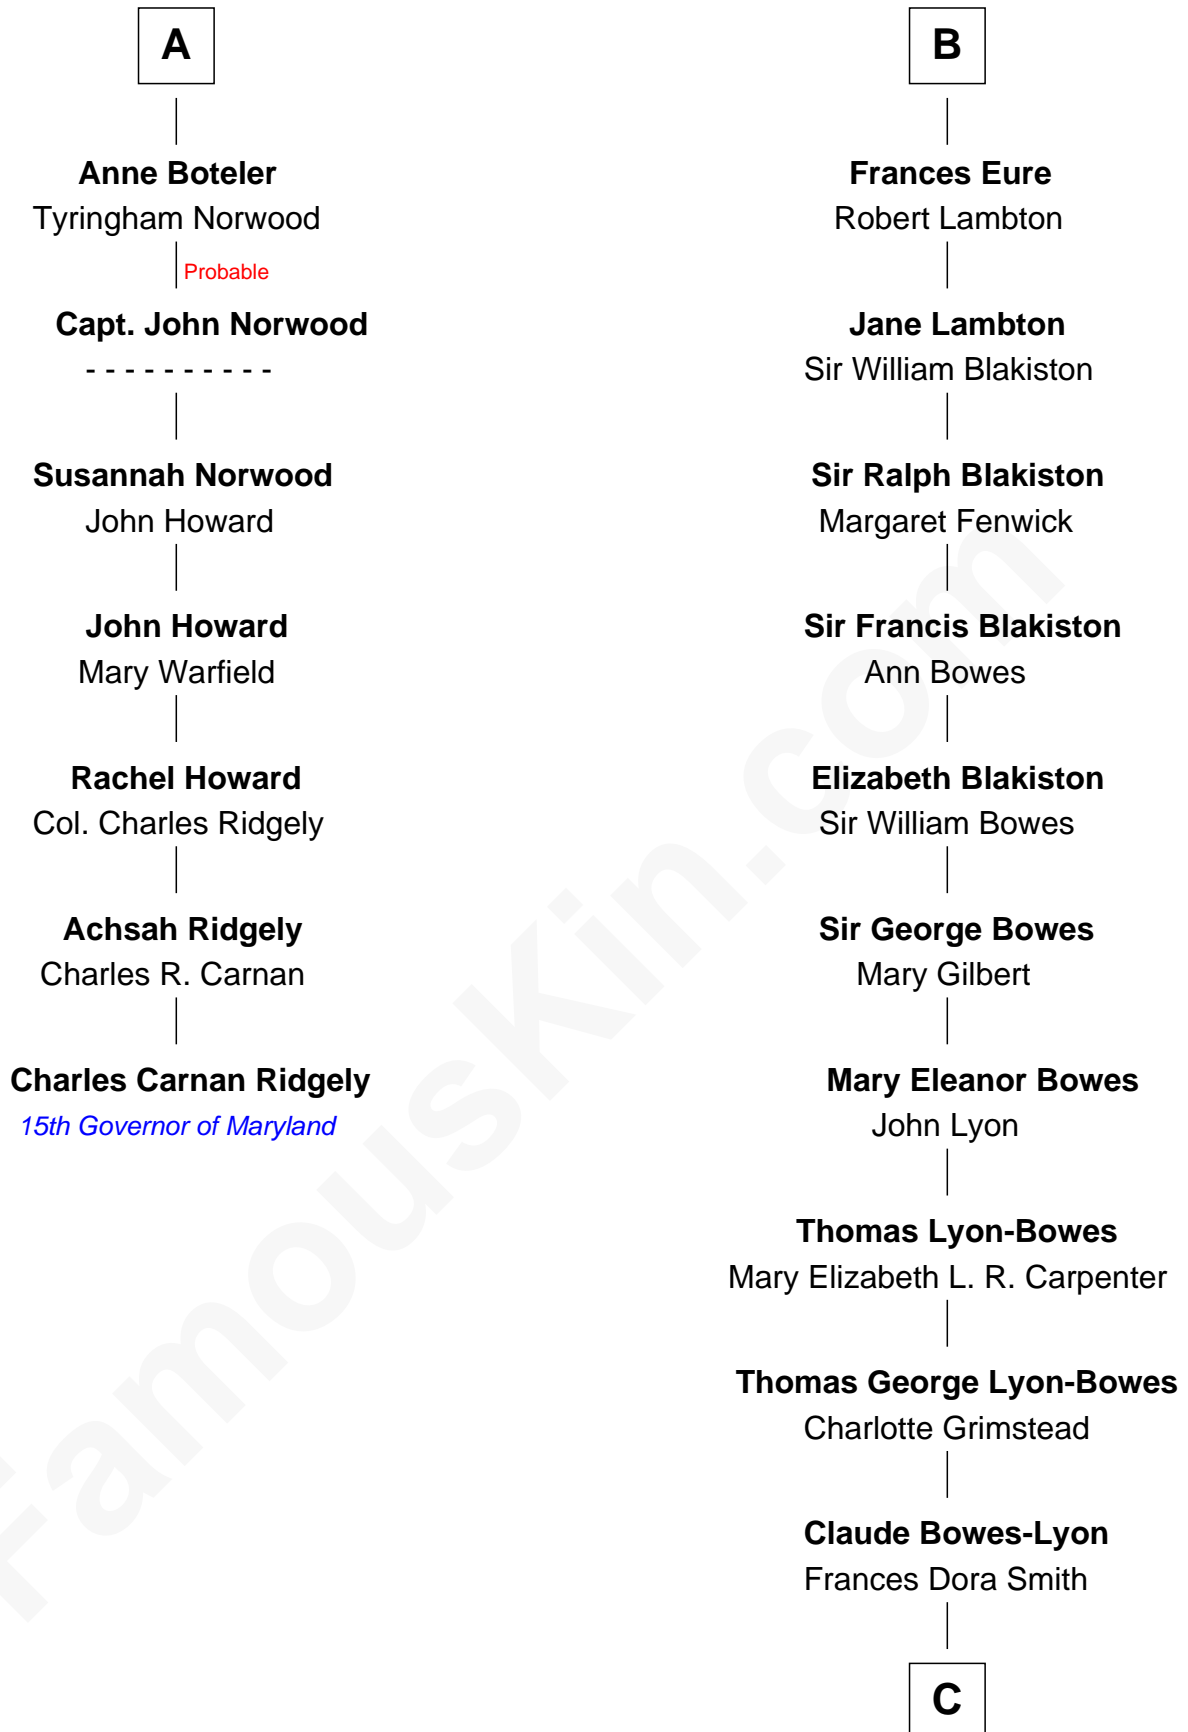 A
Anne Boteler
Tyringham Norwood
Probable
Capt. John Norwood
- - - - - - - - - -
Susannah Norwood
John Howard
John Howard
Mary Warfield
Rachel Howard
Col. Charles Ridgely
Achsah Ridgely
Charles R. Carnan
Charles Carnan Ridgely
15th Governor of Maryland
B
Frances Eure
Robert Lambton
Jane Lambton
Sir William Blakiston
Sir Ralph Blakiston
Margaret Fenwick
Sir Francis Blakiston
Ann Bowes
Elizabeth Blakiston
Sir William Bowes
Sir George Bowes
Mary Gilbert
Mary Eleanor Bowes
John Lyon
Thomas Lyon-Bowes
Mary Elizabeth L. R. Carpenter
Thomas George Lyon-Bowes
Charlotte Grimstead
Claude Bowes-Lyon
Frances Dora Smith
C
FamousKin.com